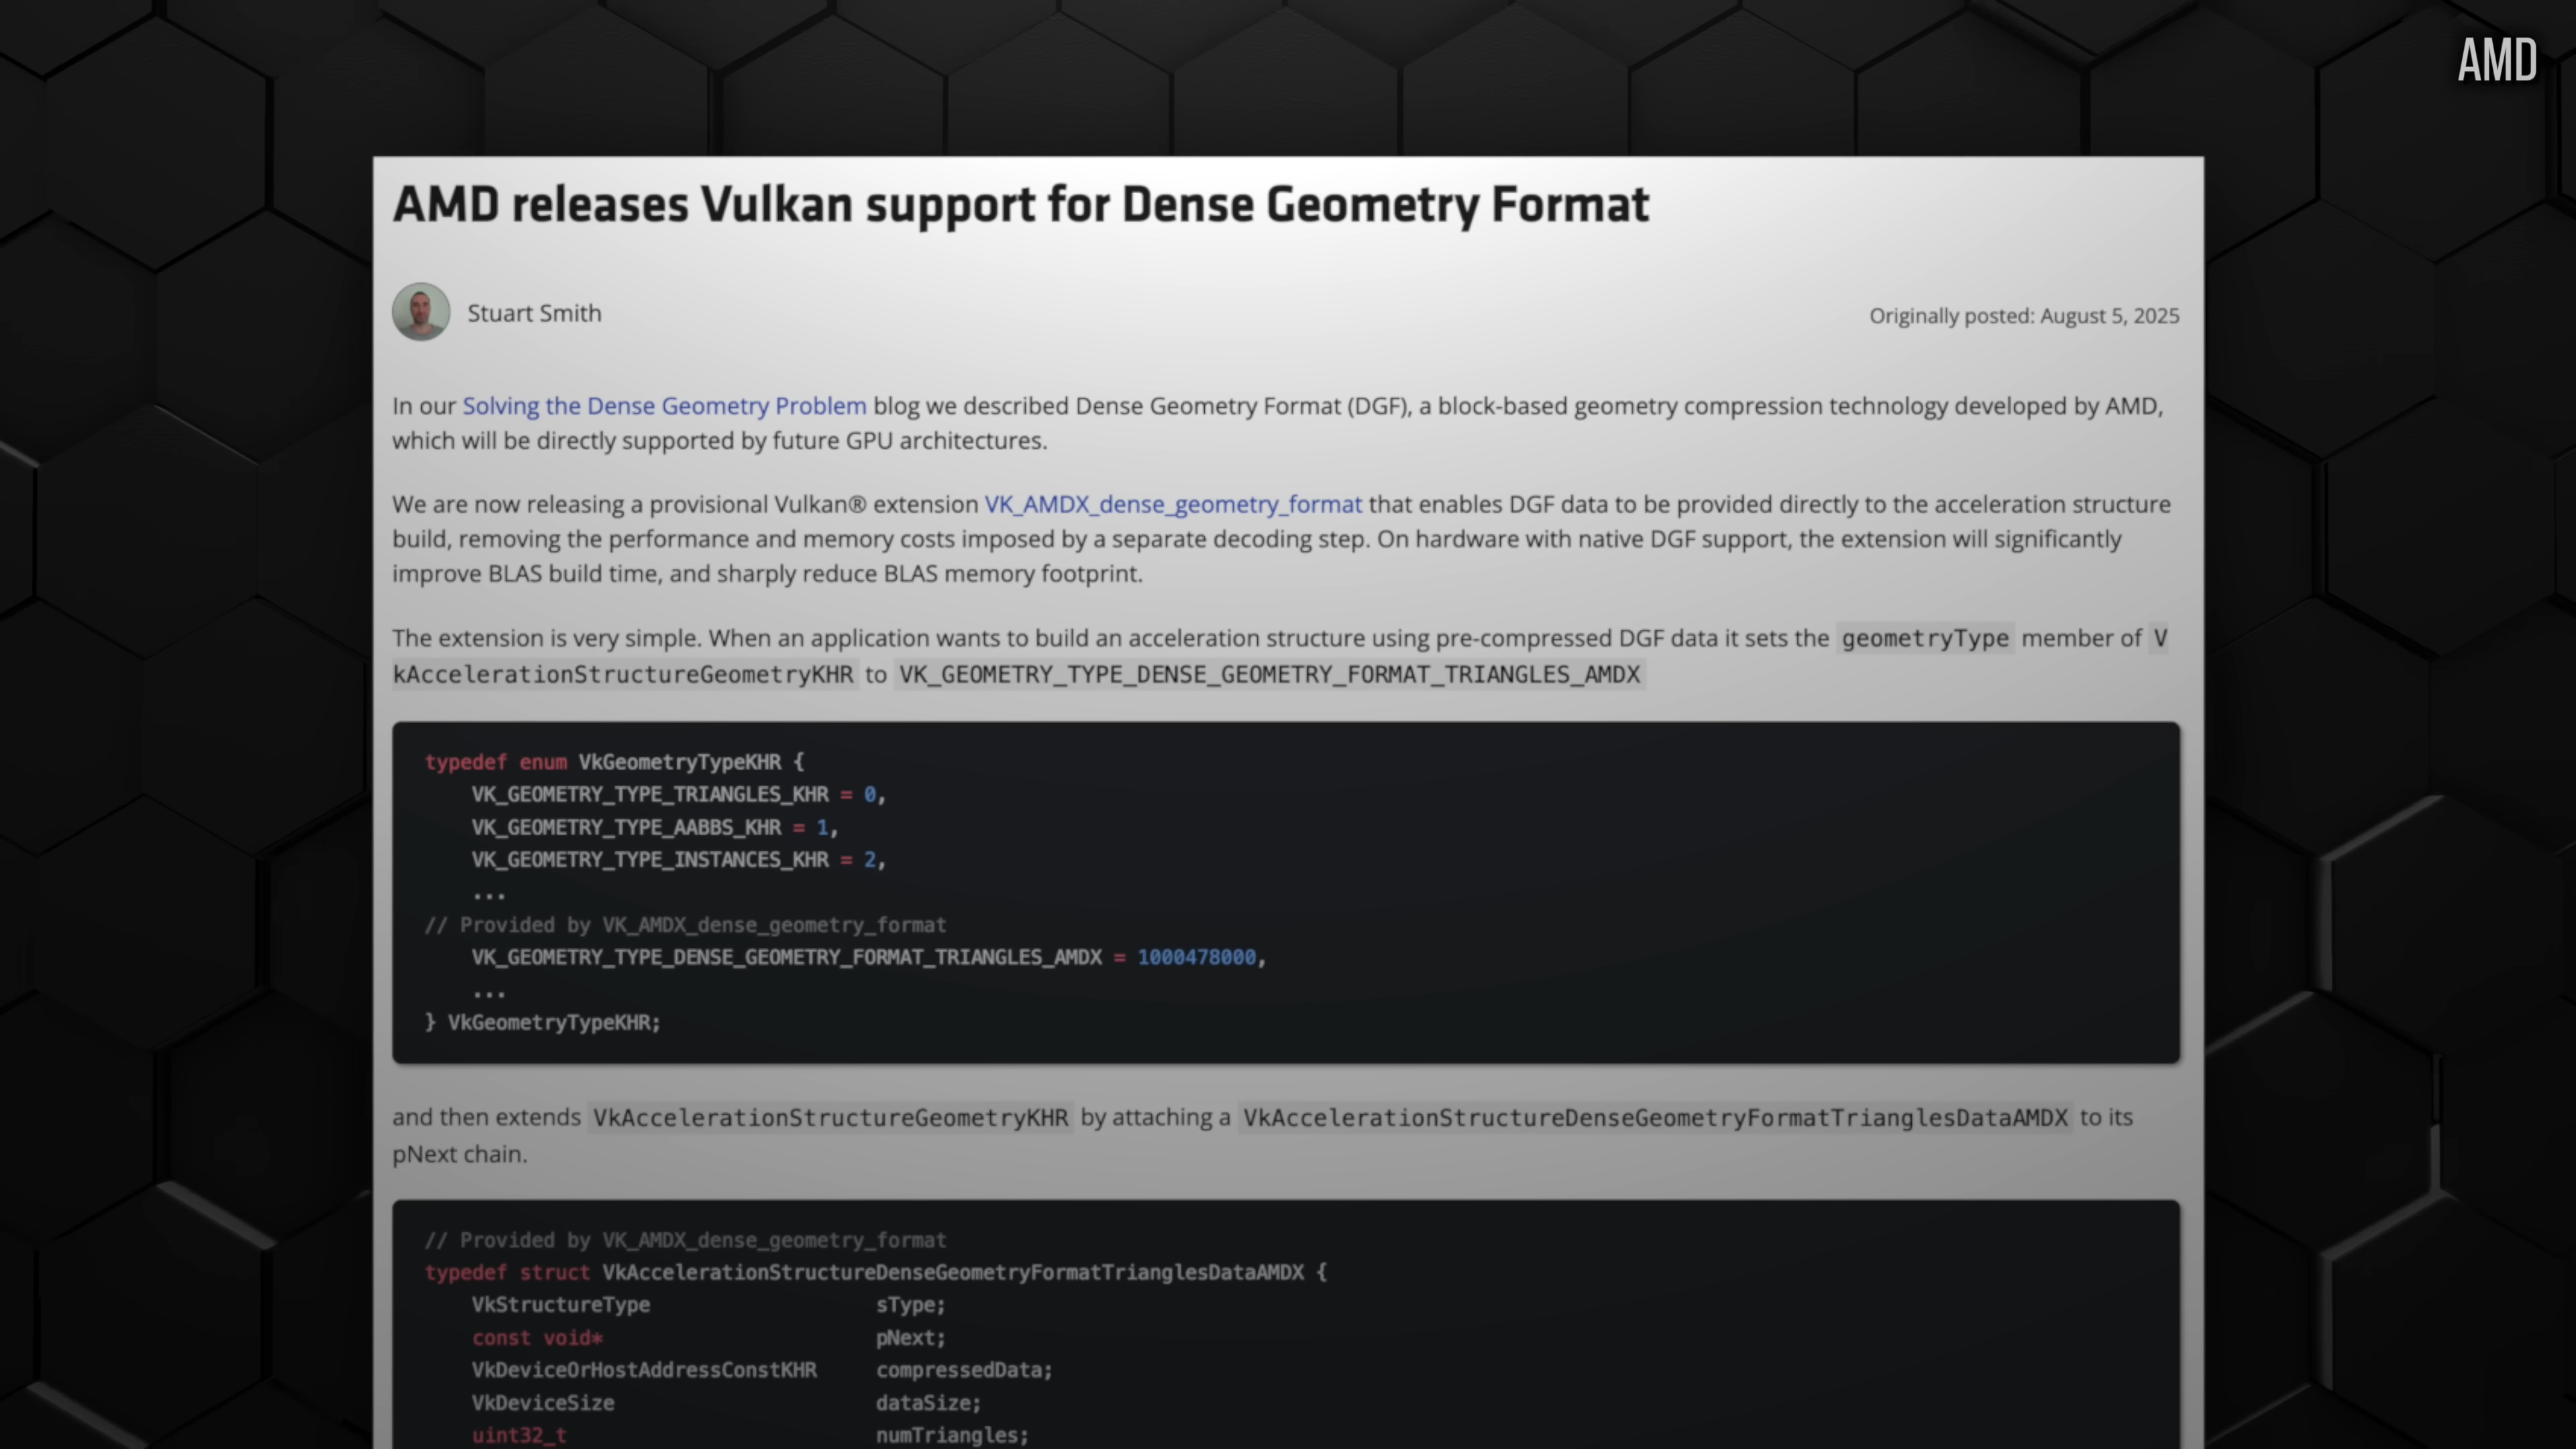 AMD
AMD releases Vulkan support for Dense Geometry Format
Stuart Smith
Originally posted: August 5, 2025
In our Solving the Dense Geometry Problem blog we described Dense Geometry Format (DGF), a block-based geometry compression technology developed by AMD,
which will be directly supported by future GPU architectures.
We are now releasing a provisional Vulkan® extension VK_AMDX_dense_geometry_format that enables DGF data to be provided directly to the acceleration structure
build, removing the performance and memory costs imposed by a separate decoding step. On hardware with native DGF support, the extension will significantly
improve BLAS build time, and sharply reduce BLAS memory footprint.
The extension is very simple. When an application wants to build an acceleration structure using pre-compressed DGF data it sets the geometryType member of V
kAccelerationStructureGeometryKHR to VK_GEOMETRY_TYPE_DENSE_GEOMETRY_FORMAT_TRIANGLES_AMDX
typedef enum VkGeometryTypeKHR {
VK_GEOMETRY_TYPE_TRIANGLES_KHR = 0,
VK_GEOMETRY_TYPE_AABBS_KHR = 1,
VK_GEOMETRY_TYPE_INSTANCES_KHR = 2,
...
// Provided by VK_AMDX_dense_geometry_format
VK_GEOMETRY_TYPE_DENSE_GEOMETRY_FORMAT_TRIANGLES_AMDX = 1000478000,
...
} VkGeometryTypeKHR;
and then extends VkAccelerationStructureGeometryKHR by attaching a VkAccelerationStructureDenseGeometryFormatTrianglesDataAMDX to its
pNext chain.
// Provided by VK_AMDX_dense_geometry_format
typedef struct VkAccelerationStructureDenseGeometryFormatTrianglesDataAMDX {
VkStructureType sType;
const void* pNext;
VkDeviceOrHostAddressConstKHR compressedData;
VkDeviceSize dataSize;
uint32_t numTriangles;